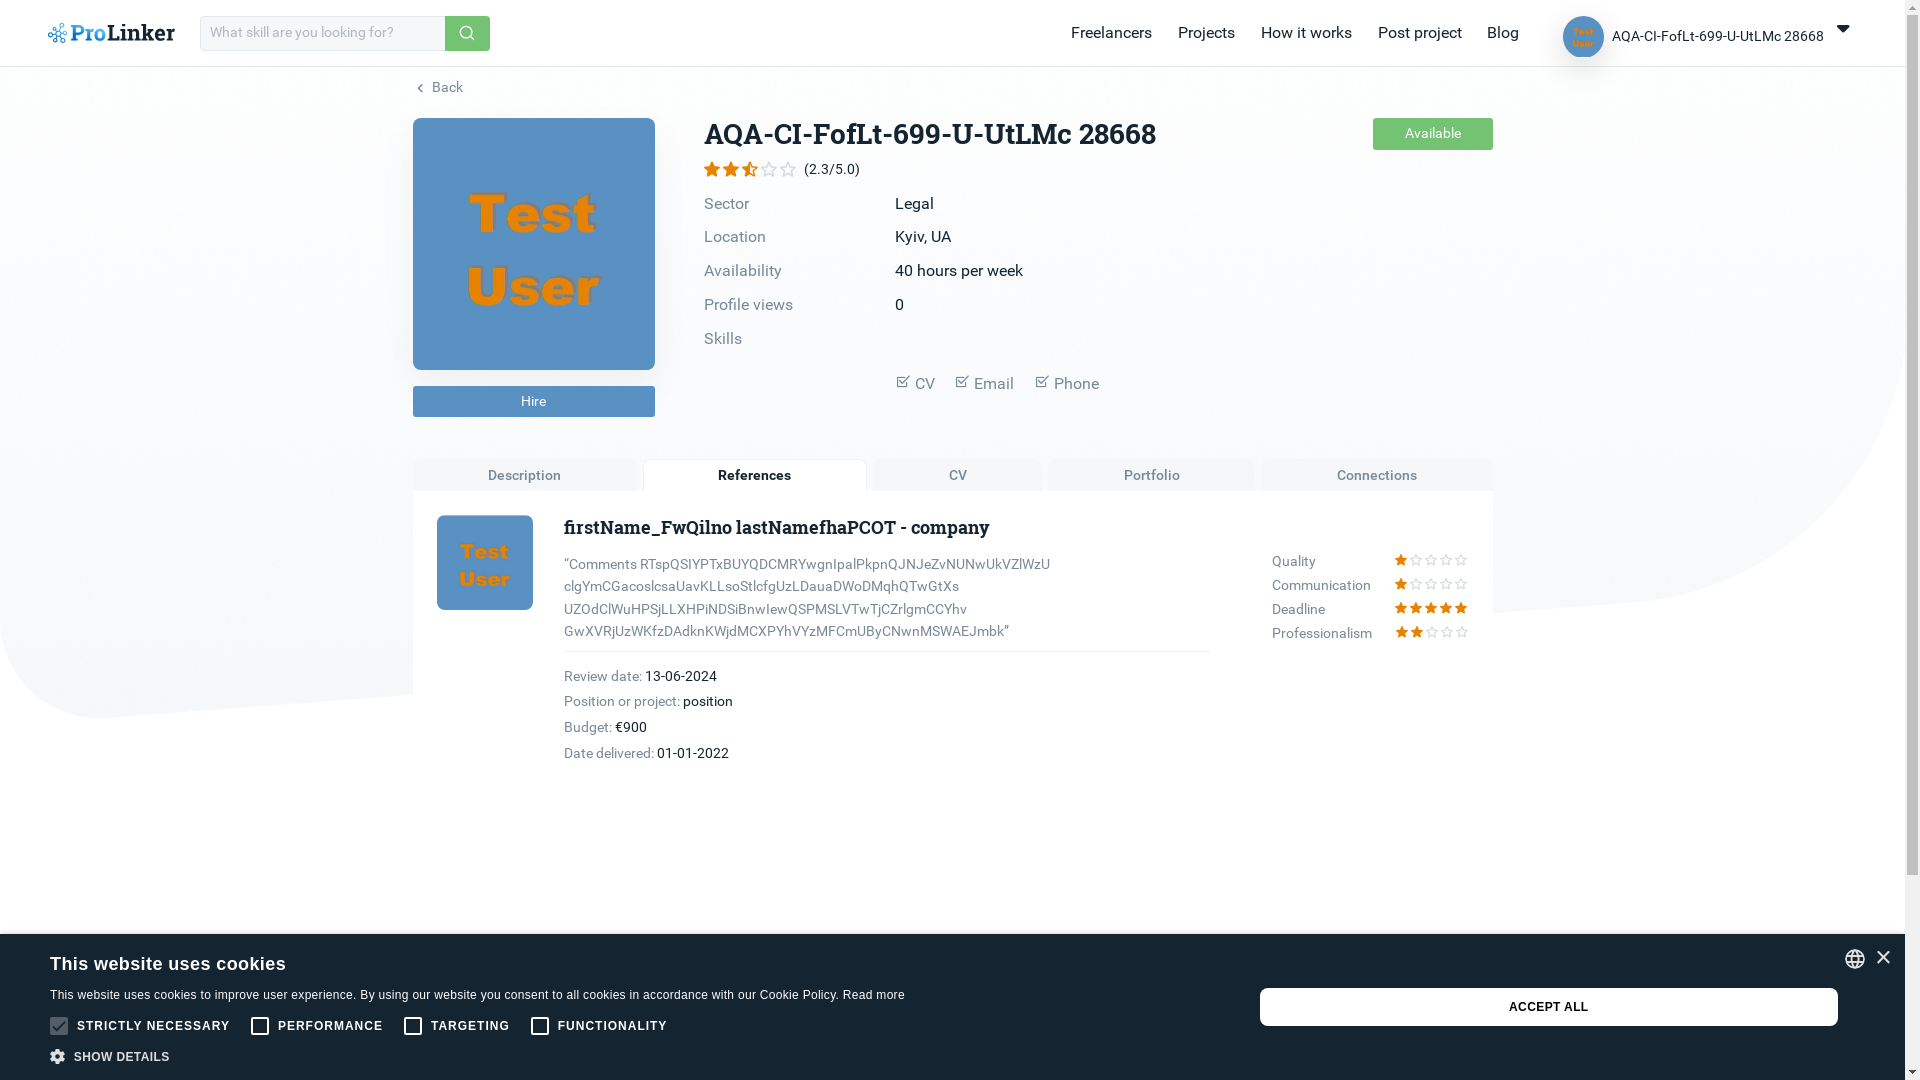 ProLinker
What skill are you looking for?
Freelancers
Projects
How it works
Post project
Blog
Test
User
AQA-CI-FofLt-699-U-UtLMc 28668
Back
Test
User
AQA-CI-FofLt-699-U-UtLMc 28668
Available
(2.3/5.0)
Sector Legal
Location Kyiv, UA
Availability 40 hours per week
Profile views 0
Skills
CV Email Phone
Hire
Description References CV Portfolio Connections
Test
User
firstName_FwQilno lastNamefhaPCOT - company
“Comments RTspQSIYPTxBUYQDCMRYwgnIpalPkpnQJNJeZvNUNwUkVZlWzU
clgYmCGacoslcsaUavKLLsoStlcfgUzLDauaDWoDMqhQTwGtXs
UZOdClWuHPSjLLXHPiNDSiBnwIewQSPMSLVTwTjCZrlgmCCYhv
GwXVRjUzWKfzDAdknKWjdMCXPYhVYzMFCmUByCNwnMSWAEJmbk”
Quality
Communication
Deadline
Professionalism
Review date: 13-06-2024
Position or project: position
Budget: €900
Date delivered: 01-01-2022
This website uses cookies
This website uses cookies to improve user experience. By using our website you consent to all cookies in accordance with our Cookie Policy. Read more
STRICTLY NECESSARY PERFORMANCE TARGETING FUNCTIONALITY
SHOW DETAILS
ACCEPT ALL
×